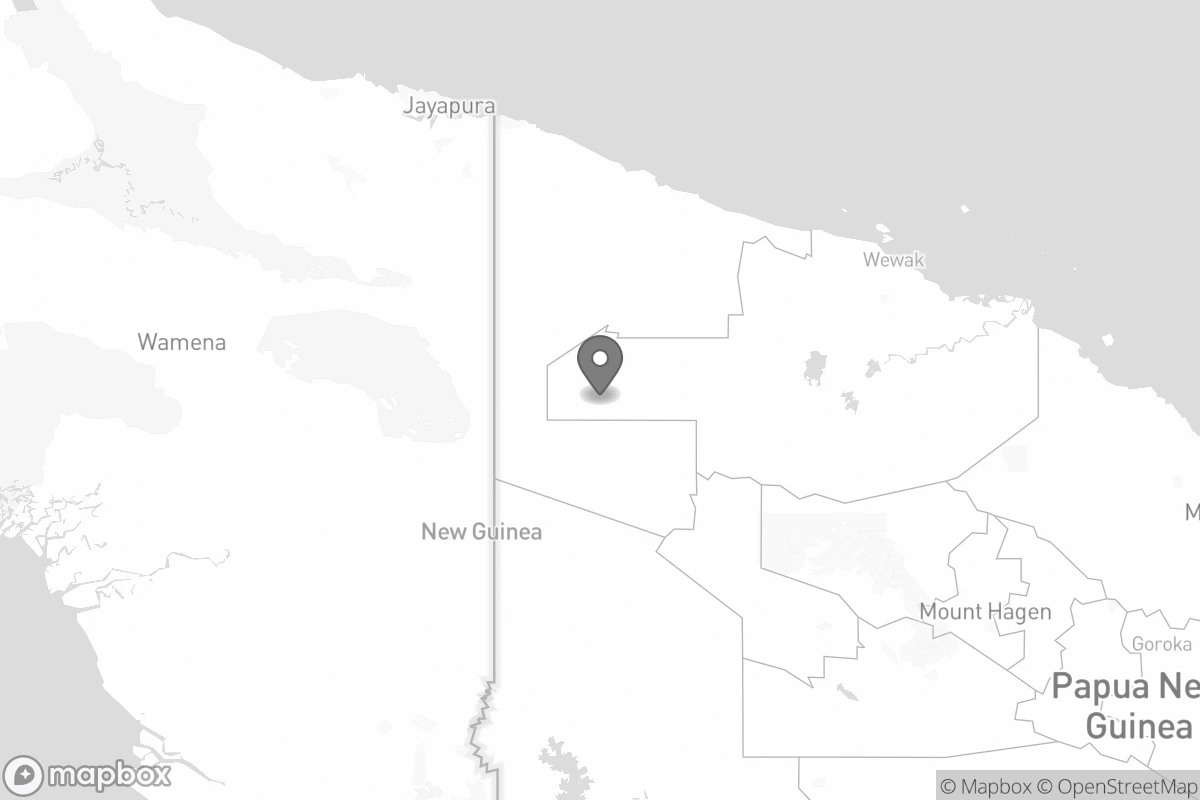 Jayapura
Wewak
Wamena
New Guinea
Mount Hagen
Goroka
Papua Ne
Guinea
M
mapbox
© Mapbox © OpenStreetMap